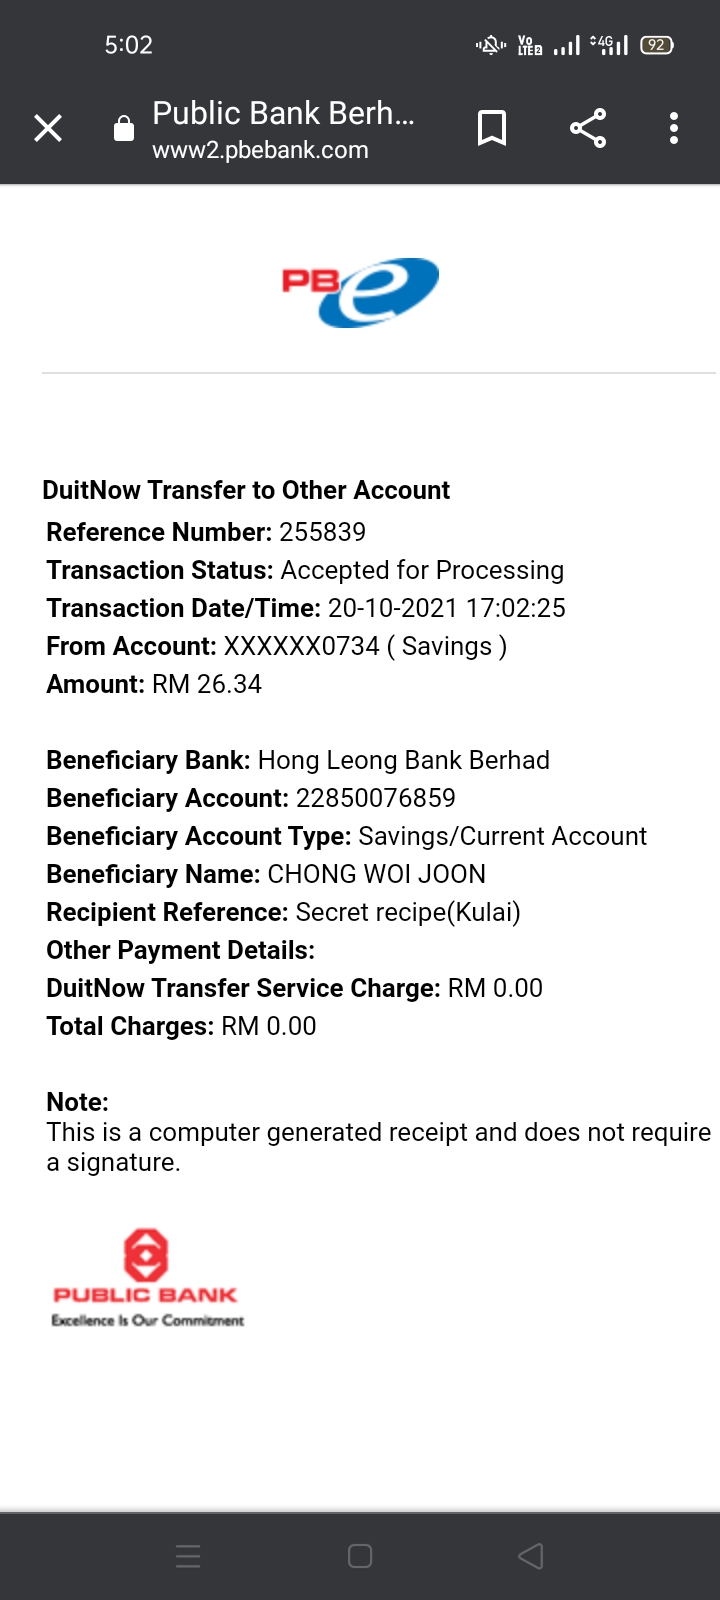 5:02
Vo LTE2 4G 92
Public Bank Berh...
www2.pbebank.com
PBe
DuitNow Transfer to Other Account
Reference Number: 255839
Transaction Status: Accepted for Processing
Transaction Date/Time: 20-10-2021 17:02:25
From Account: XXXXXX0734 ( Savings )
Amount: RM 26.34
Beneficiary Bank: Hong Leong Bank Berhad
Beneficiary Account: 22850076859
Beneficiary Account Type: Savings/Current Account
Beneficiary Name: CHONG WOI JOON
Recipient Reference: Secret recipe(Kulai)
Other Payment Details:
DuitNow Transfer Service Charge: RM 0.00
Total Charges: RM 0.00
Note:
This is a computer generated receipt and does not require
a signature.
PUBLIC BANK
Excellence Is Our Commitment